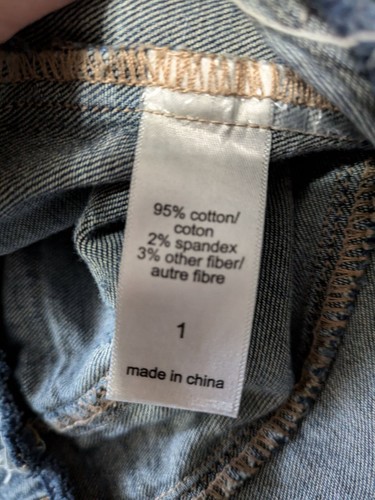 95% cotton/
coton
2% spandex
3% other fiber/
autre fibre
1
made in china